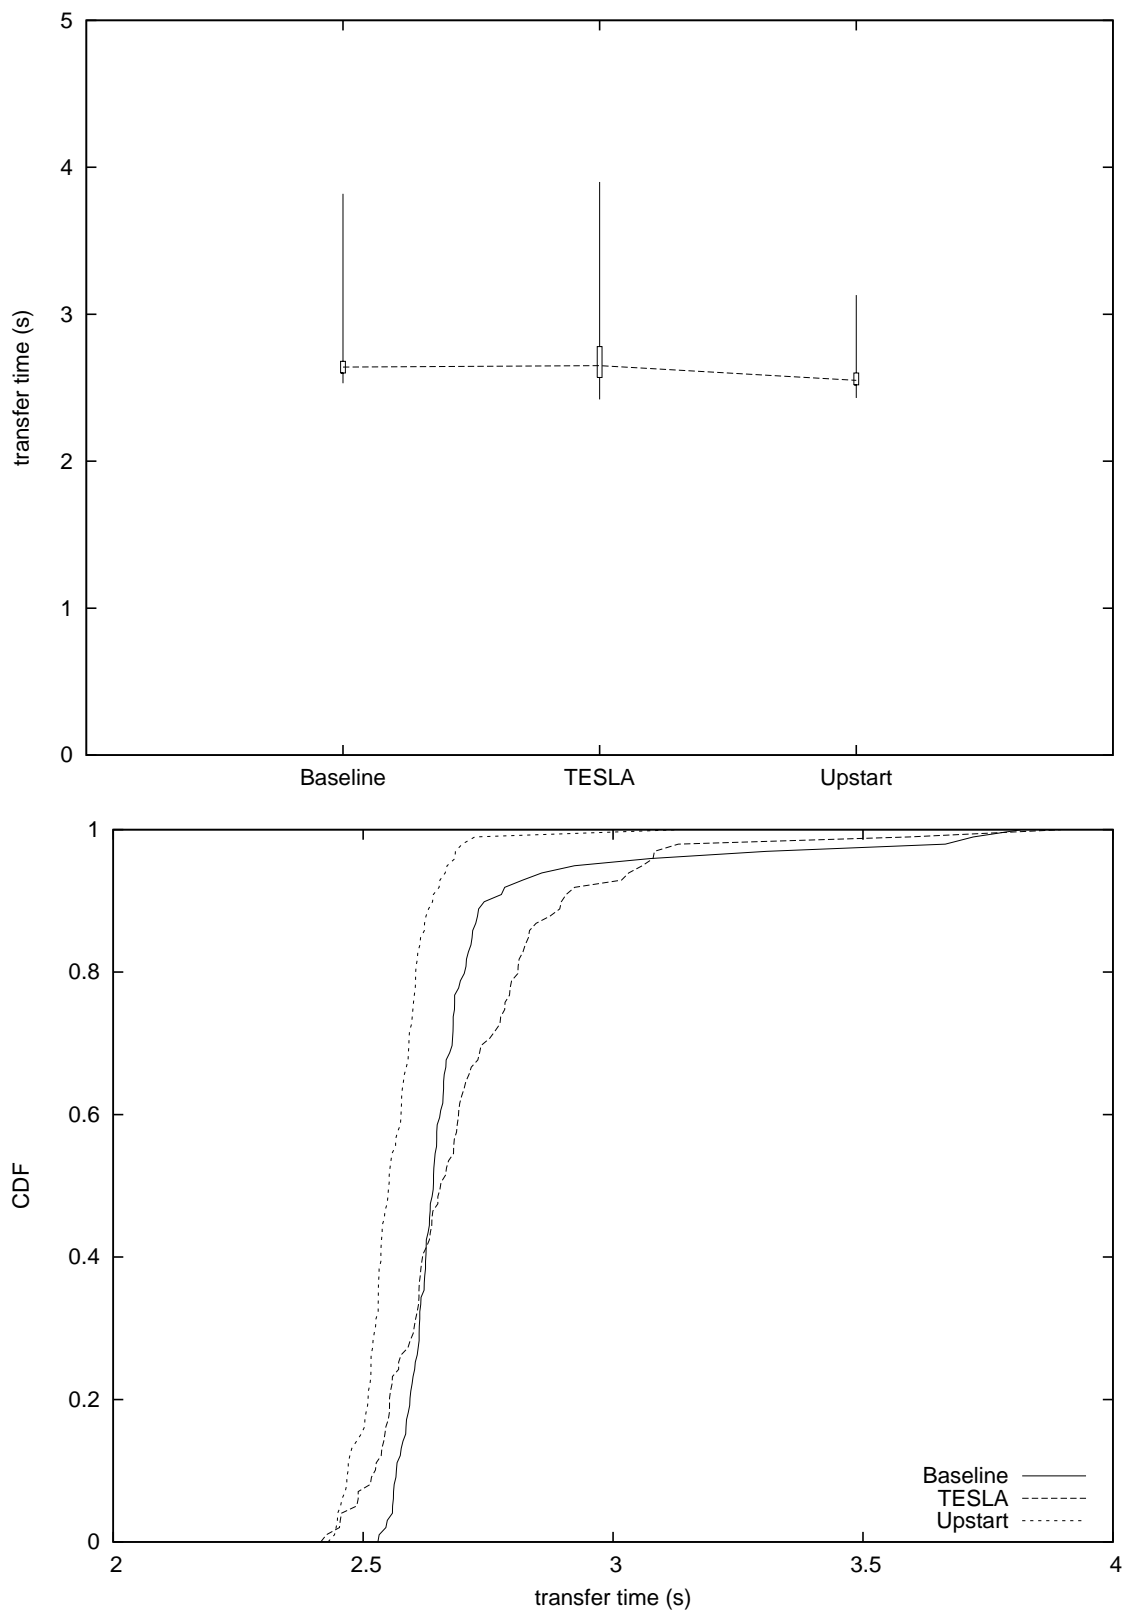 5
4
3
2
1
0
transfer time (s)
Baseline TESLA Upstart
1
0.8
0.6
0.4
0.2
0
CDF
Baseline
TESLA
Upstart
2 2.5 3 3.5 4
transfer time (s)